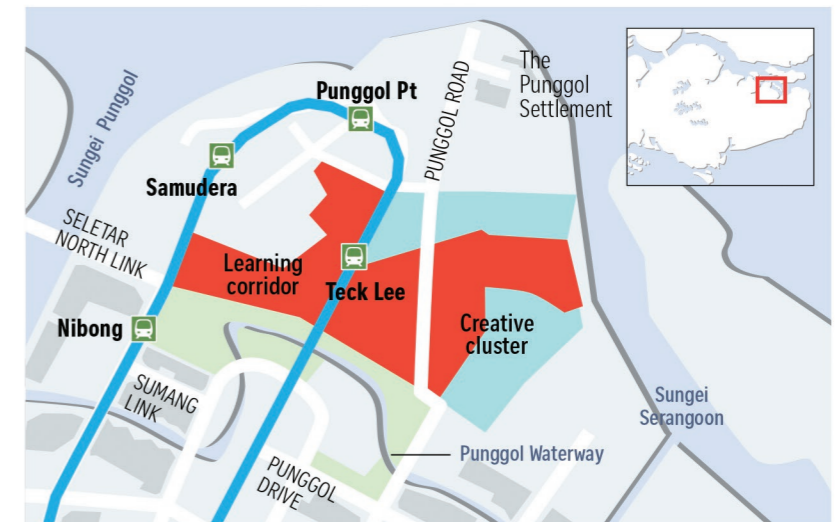 Sungei Punggol
Punggol Pt
PUNGGOL ROAD
The
Punggol
Settlement
Samudera
SELETAR
NORTH LINK
Learning
corridor
Teck Lee
Nibong
Creative
cluster
SUMANG
LINK
Sungei
Serangoon
Punggol Waterway
PUNGGOL
DRIVE